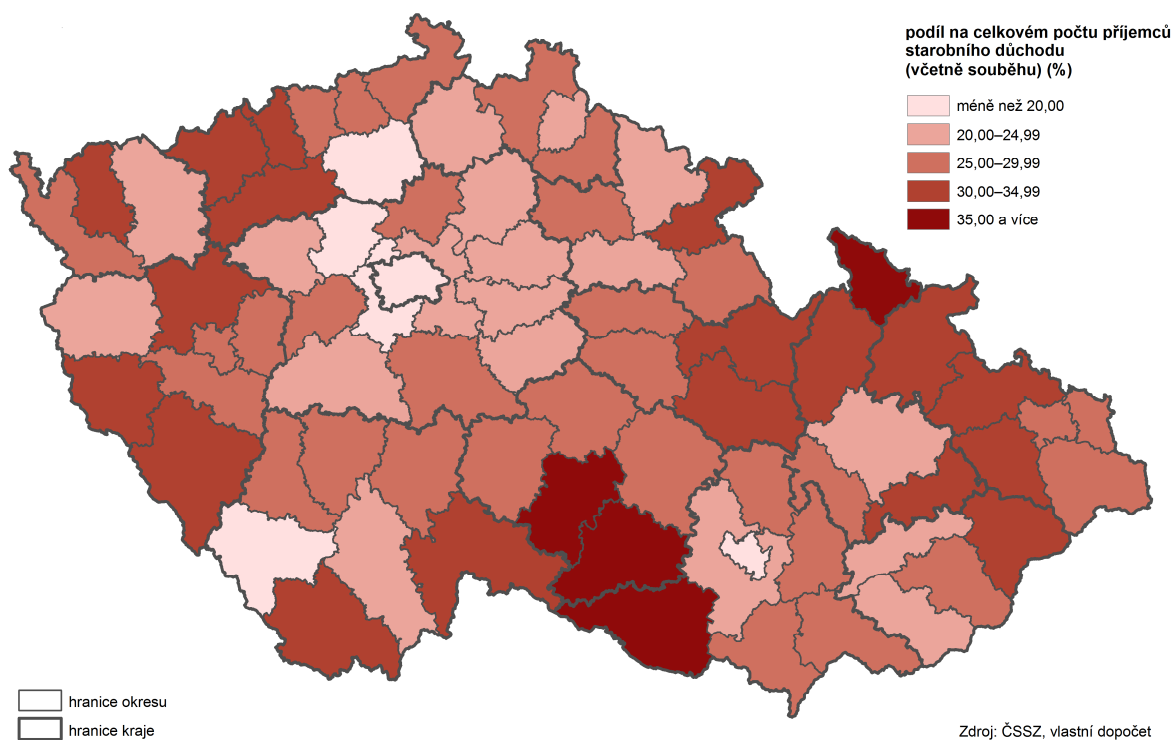 podíl na celkovém počtu příjemců
starobního důchodu
(včetně souběhu) (%)
méně než 20,00
20,00–24,99
25,00–29,99
30,00–34,99
35,00 a více
hranice okresu
hranice kraje
Zdroj: ČSSZ, vlastní dopočet